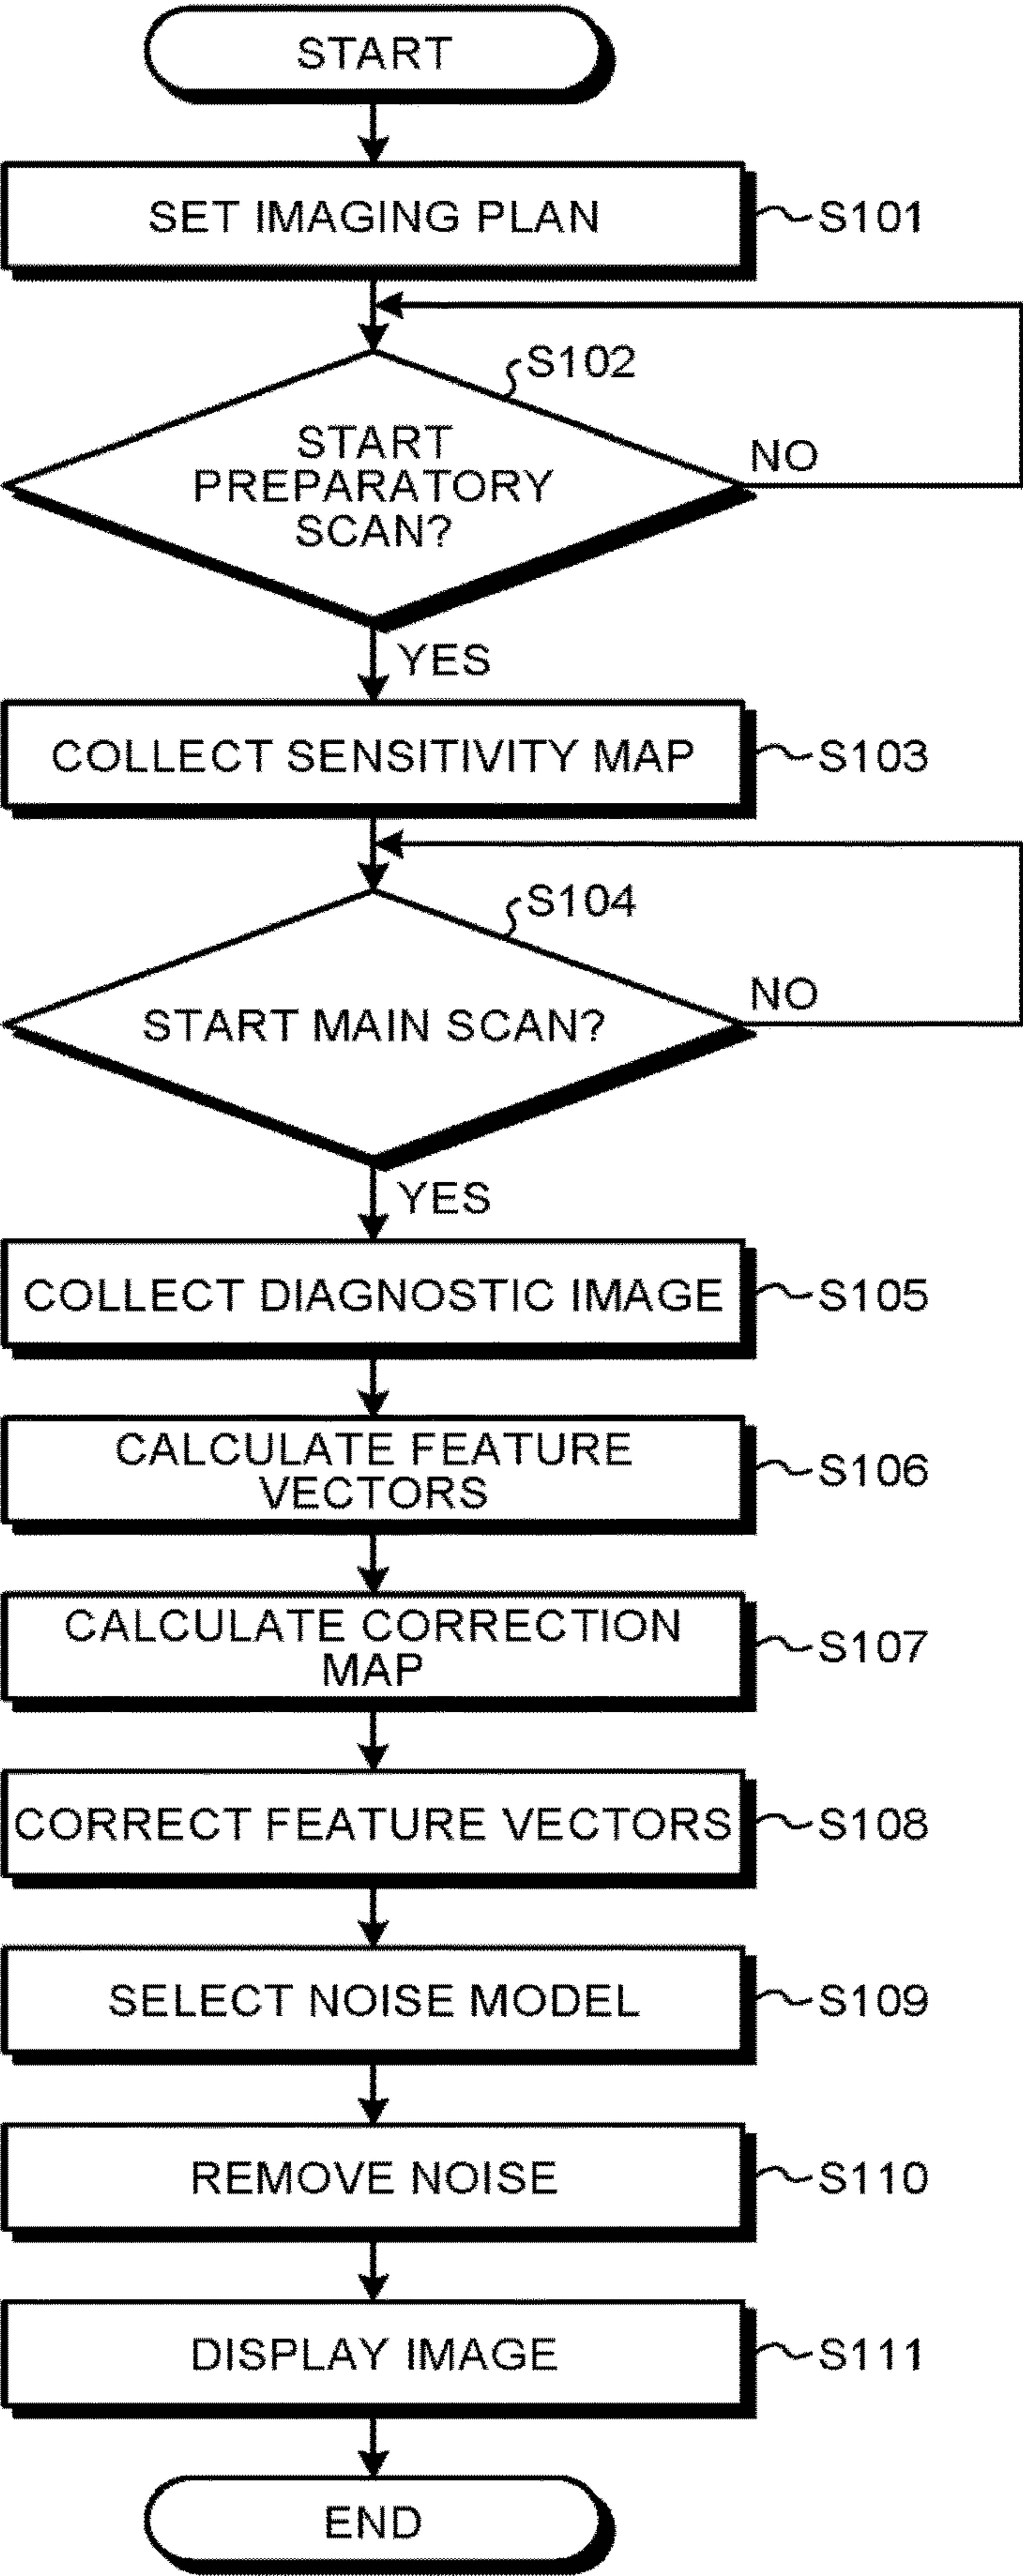 START
SET IMAGING PLAN
S101
S102
START
PREPARATORY
SCAN?
NO
YES
COLLECT SENSITIVITY MAP
S103
S104
START MAIN SCAN?
NO
YES
COLLECT DIAGNOSTIC IMAGE
S105
CALCULATE FEATURE
VECTORS
S106
CALCULATE CORRECTION
MAP
S107
CORRECT FEATURE VECTORS
S108
SELECT NOISE MODEL
S109
REMOVE NOISE
S110
DISPLAY IMAGE
S111
END